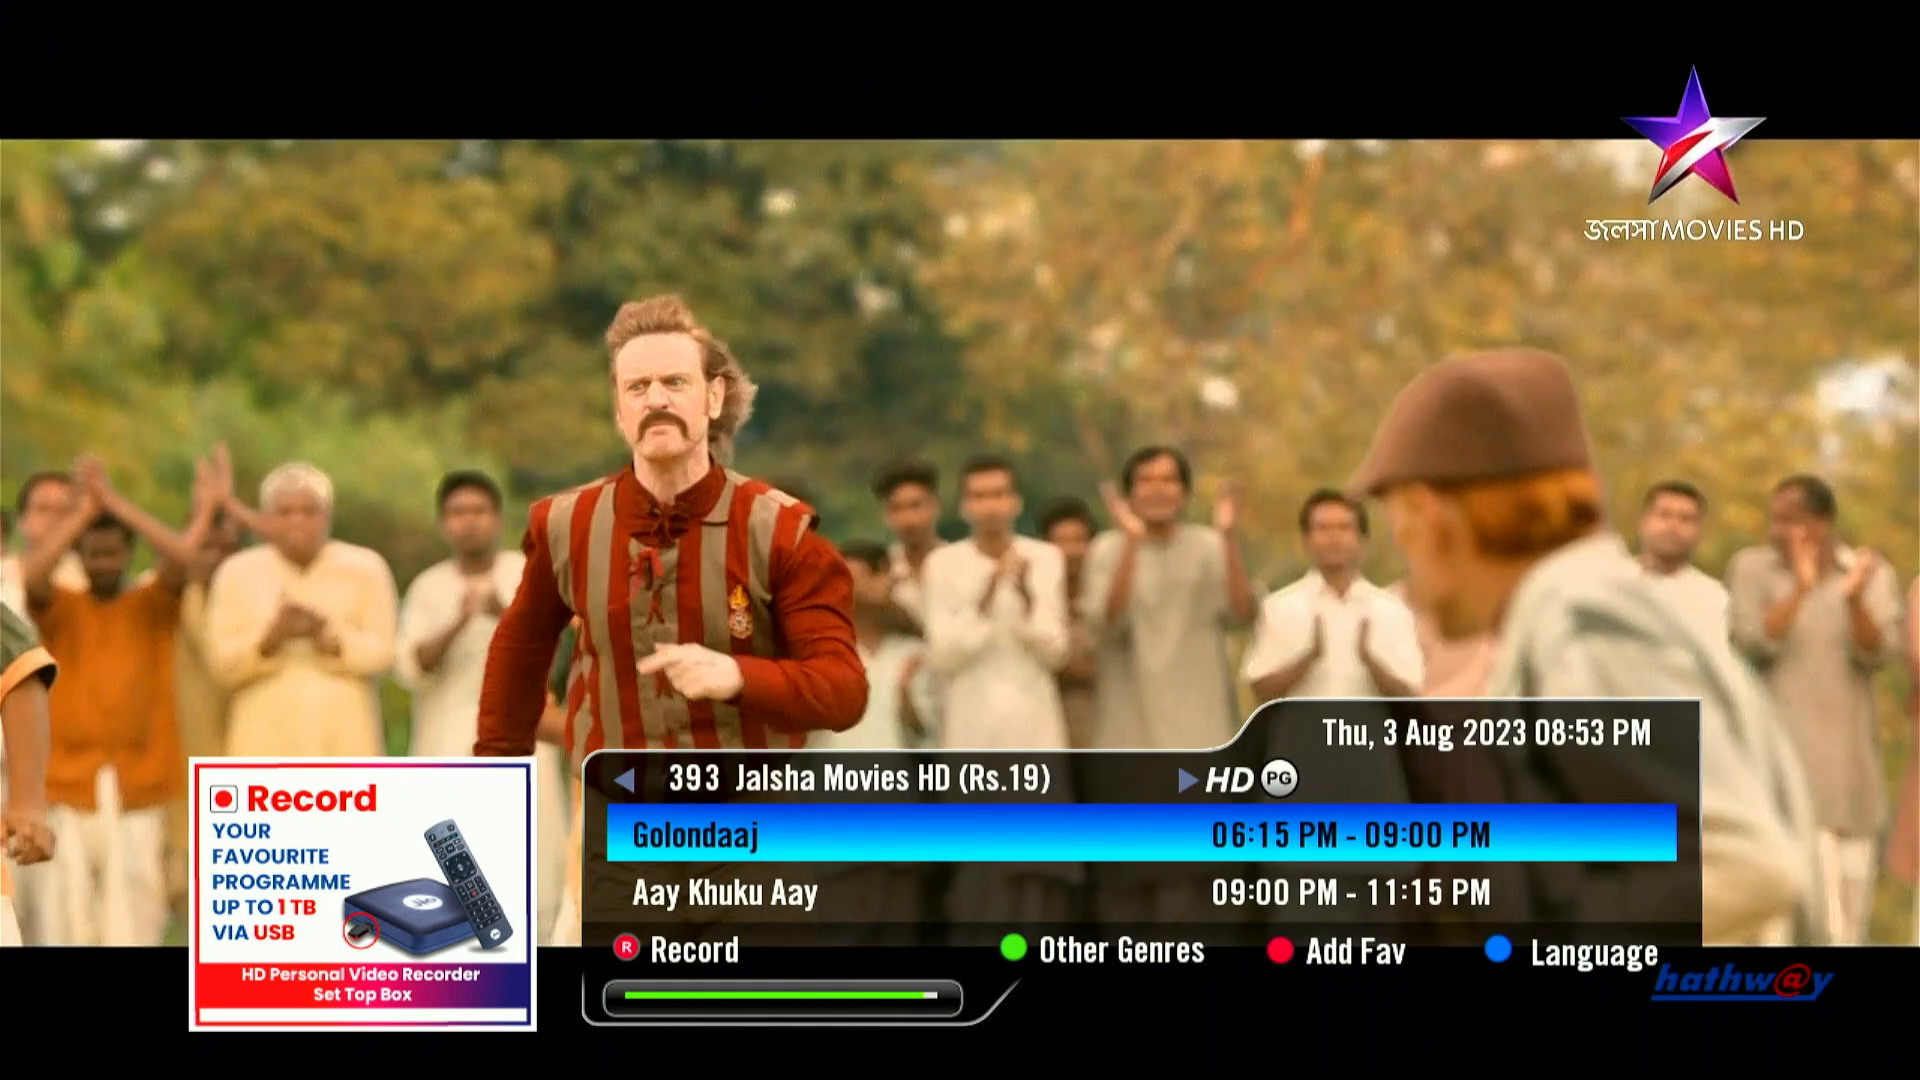 জলসা MOVIES HD
Thu, 3 Aug 2023 08:53 PM
393 Jalsha Movies HD (Rs.19) HD PG
Golondaaj 06:15 PM - 09:00 PM
Aay Khuku Aay 09:00 PM - 11:15 PM
R Record Other Genres Add Fav Language
hathw@y
Record
YOUR
FAVOURITE
PROGRAMME
UP TO 1 TB
VIA USB
Jio
HD Personal Video Recorder
Set Top Box